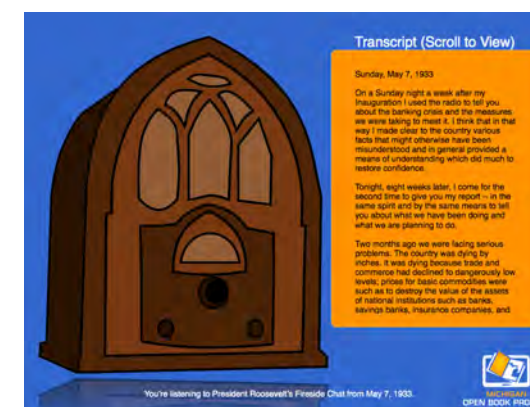 Transcript (Scroll to View)
Sunday, May 7, 1933
On a Sunday night a week after my
Inauguration I used the radio to tell you
about the banking crisis and the measures
we were taking to meet it. I think that in that
way I made clear to the country various
facts that might otherwise have been
misunderstood and in general provided a
means of understanding which did much to
restore confidence.
Tonight, eight weeks later, I come for the
second time to give you my report -- in the
same spirit and by the same means to tell
you about what we have been doing and
what we are planning to do.
Two months ago we were facing serious
problems. The country was dying by
inches. It was dying because trade and
commerce had declined to dangerously low
levels; prices for basic commodities were
such as to destroy the value of the assets
of national institutions such as banks,
savings banks, insurance companies, and
You're listening to President Roosevelt's Fireside Chat from May 7, 1933.
MICHIGAN
OPEN BOOK PRO